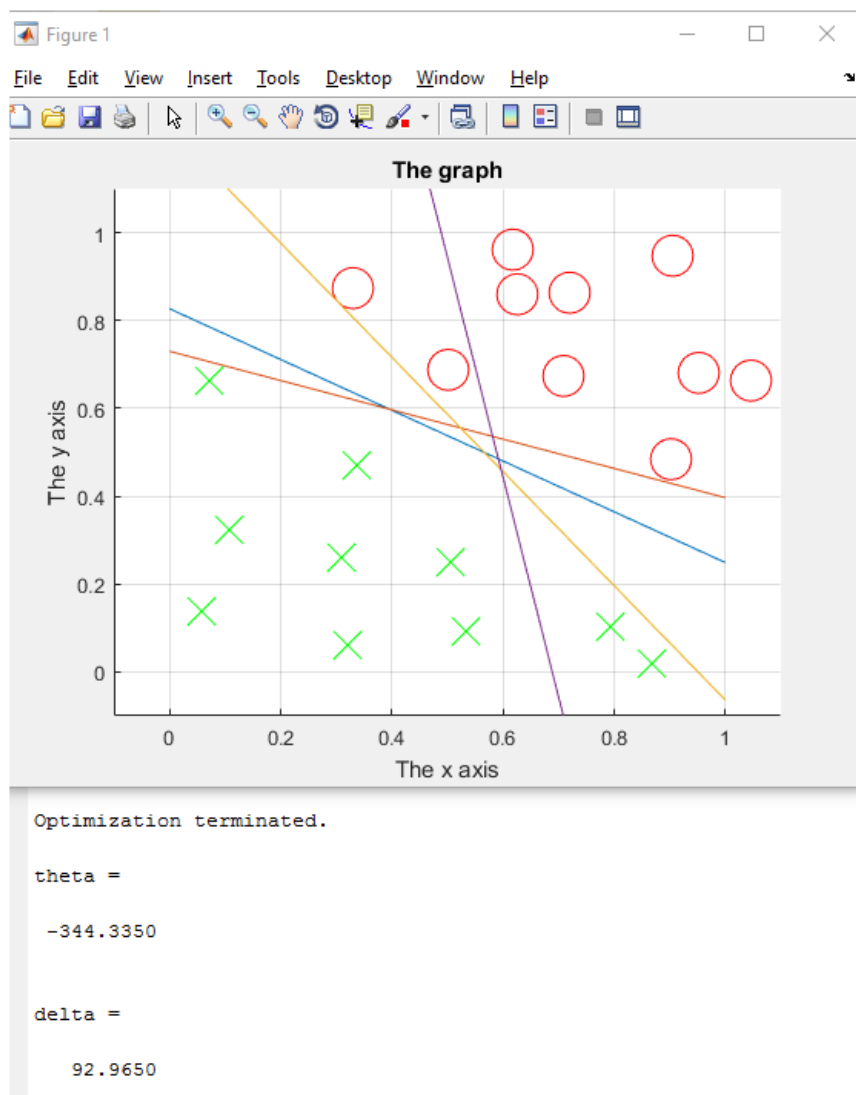 Figure 1
File Edit View Insert Tools Desktop Window Help
The graph
1
0.8
0.6
0.4
0.2
0
The y axis
0 0.2 0.4 0.6 0.8 1
The x axis
Optimization terminated.
theta =
-344.3350
delta =
92.9650